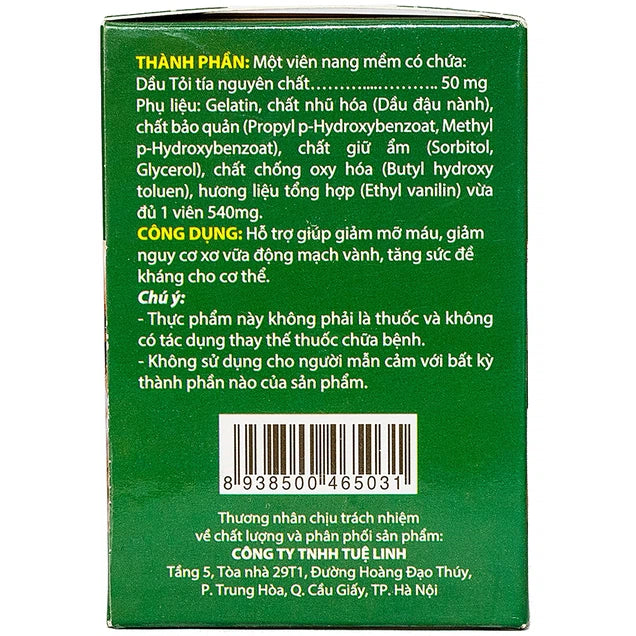 THÀNH PHẦN: Một viên nang mềm có chứa:
Dầu Tỏi tía nguyên chất………....……….. 50 mg
Phụ liệu: Gelatin, chất nhũ hóa (Dầu đậu nành),
chất bảo quản (Propyl p-Hydroxybenzoat, Methyl
p-Hydroxybenzoat), chất giữ ẩm (Sorbitol,
Glycerol), chất chống oxy hóa (Butyl hydroxy
toluen), hương liệu tổng hợp (Ethyl vanilin) vừa
đủ 1 viên 540mg.
CÔNG DỤNG: Hỗ trợ giúp giảm mỡ máu, giảm
nguy cơ xơ vữa động mạch vành, tăng sức đề
kháng cho cơ thể.
Chú ý:
- Thực phẩm này không phải là thuốc và không
có tác dụng thay thế thuốc chữa bệnh.
- Không sử dụng cho người mẫn cảm với bất kỳ
thành phần nào của sản phẩm.
8 938500 465031
Thương nhân chịu trách nhiệm
về chất lượng và phân phối sản phẩm:
CÔNG TY TNHH TUỆ LINH
Tầng 5, Tòa nhà 29T1, Đường Hoàng Đạo Thúy,
P. Trung Hòa, Q. Cầu Giấy, TP. Hà Nội